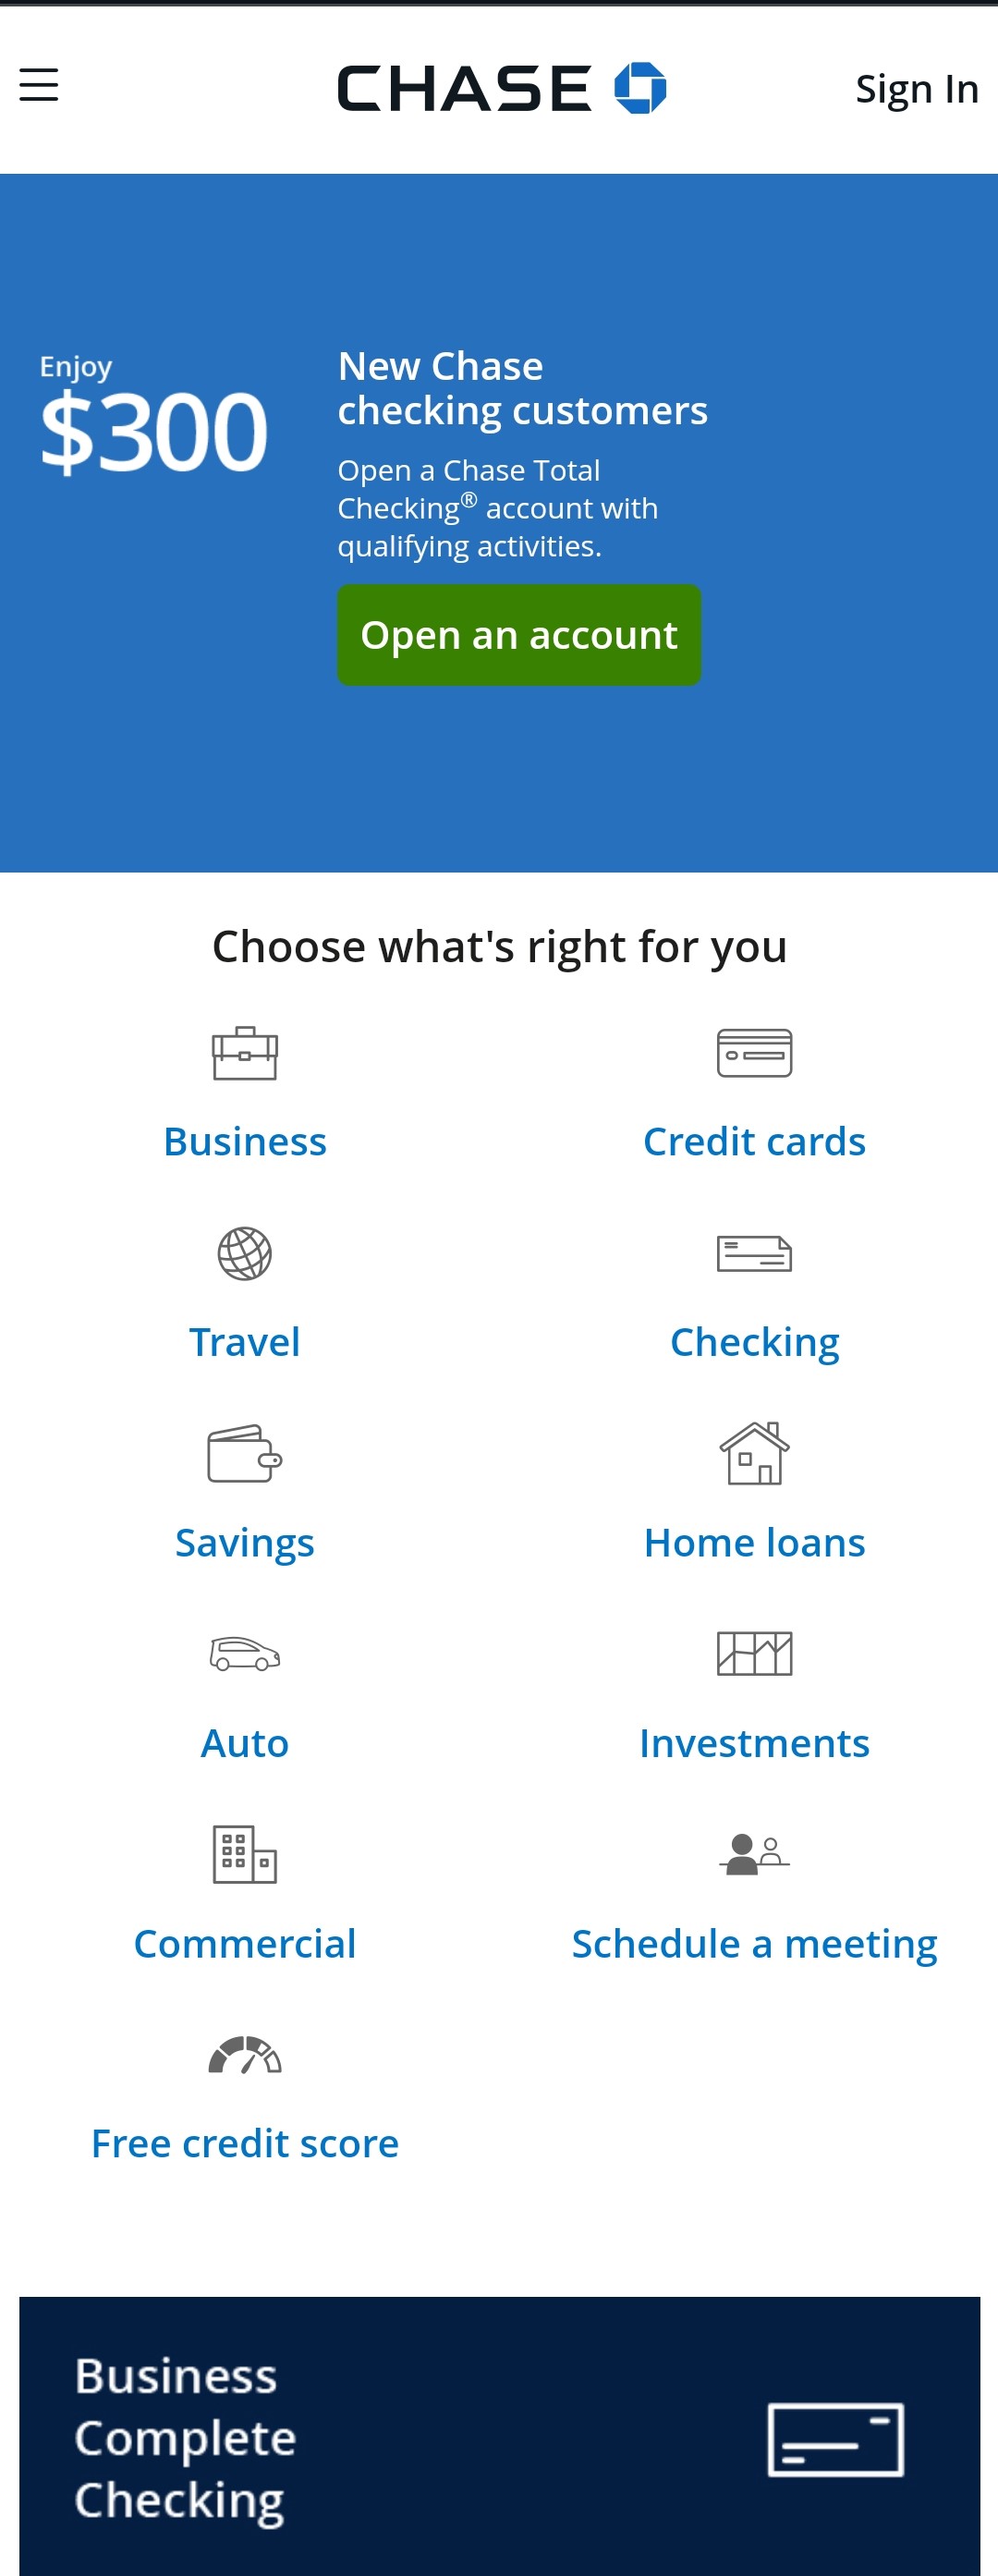 CHASE
Sign In
Enjoy
$300
New Chase
checking customers
Open a Chase Total
Checking® account with
qualifying activities.
Open an account
Choose what's right for you
Business
Credit cards
Travel
Checking
Savings
Home loans
Auto
Investments
Commercial
Schedule a meeting
Free credit score
Business
Complete
Checking